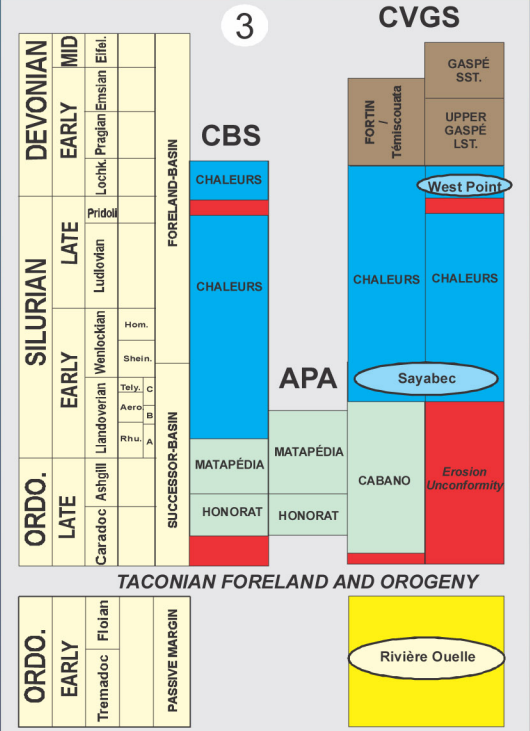 3
CVGS
CBS
APA
DEVONIAN
MID
EARLY
Eifel.
Emsian
Pragian
Lochk.
SILURIAN
LATE
EARLY
Pridoli
Ludlovian
Wenlockian
Llandoverian
Hom.
Shein.
Tely.
Aero.
Rhu.
C
B
A
ORDO.
LATE
Ashgill
Caradoc
FORELAND-BASIN
SUCCESSOR-BASIN
CHALEURS
CHALEURS
MATAPÉDIA
HONORAT
MATAPÉDIA
HONORAT
FORTIN /
Témiscouata
CHALEURS
CABANO
GASPÉ
SST.
UPPER
GASPÉ
LST.
West Point
CHALEURS
Sayabec
Erosion
Unconformity
TACONIAN FORELAND AND OROGENY
ORDO.
EARLY
Floian
Tremadoc
PASSIVE MARGIN
Rivière Ouelle